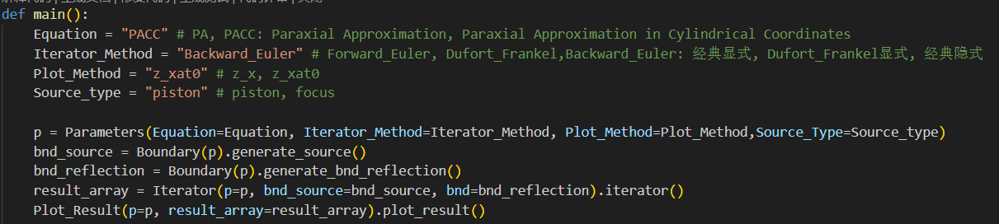 def main():
    Equation = "PACC" # PA, PACC: Paraxial Approximation, Paraxial Approximation in Cylindrical Coordinates
    Iterator_Method = "Backward_Euler" # Forward_Euler, Dufort_Frankel,Backward_Euler: 经典显式, Dufort_Frankel显式, 经典隐式
    Plot_Method = "z_xat0" # z_x, z_xat0
    Source_type = "piston" # piston, focus

    p = Parameters(Equation=Equation, Iterator_Method=Iterator_Method, Plot_Method=Plot_Method,Source_Type=Source_type)
    bnd_source = Boundary(p).generate_source()
    bnd_reflection = Boundary(p).generate_bnd_reflection()
    result_array = Iterator(p=p, bnd_source=bnd_source, bnd=bnd_reflection).iterator()
    Plot_Result(p=p, result_array=result_array).plot_result()